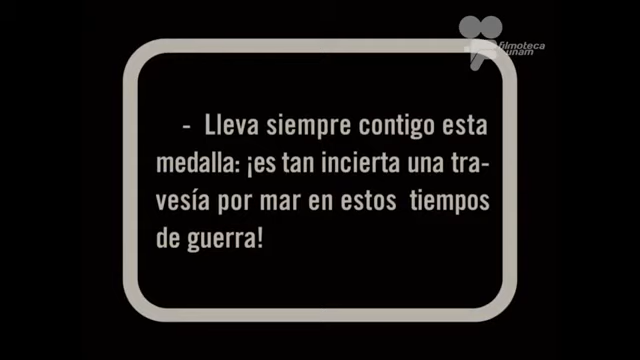 filmoteca
unam
- Lleva siempre contigo esta
medalla: ¡es tan incierta una tra-
vesía por mar en estos tiempos
de guerra!